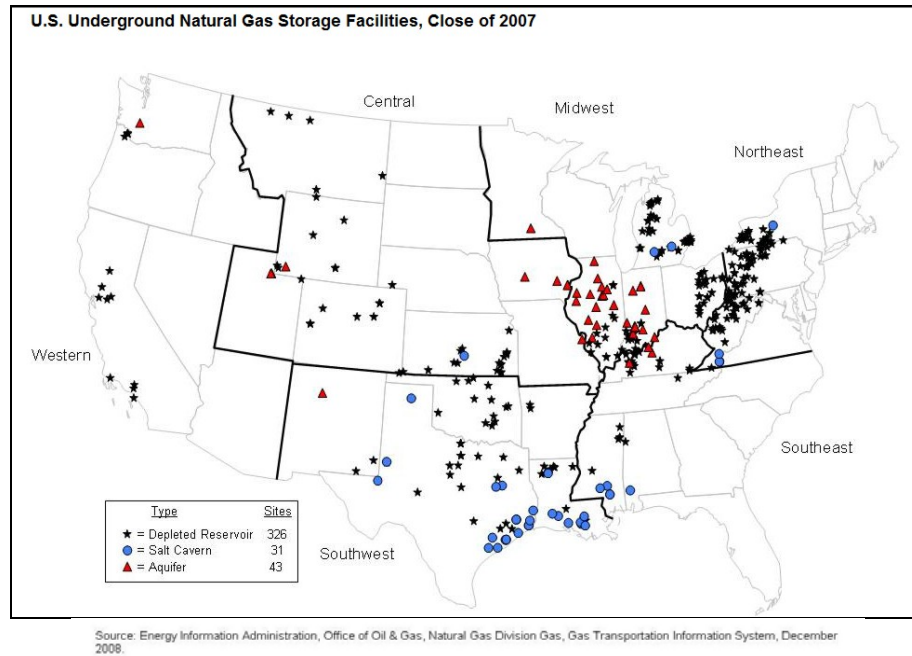 U.S. Underground Natural Gas Storage Facilities, Close of 2007
Central
Midwest
Northeast
Western
Southeast
Southwest
Type Sites
= Depleted Reservoir 326
= Salt Cavern 31
= Aquifer 43
Source: Energy Information Administration, Office of Oil & Gas, Natural Gas Division Gas, Gas Transportation Information System, December
2008.